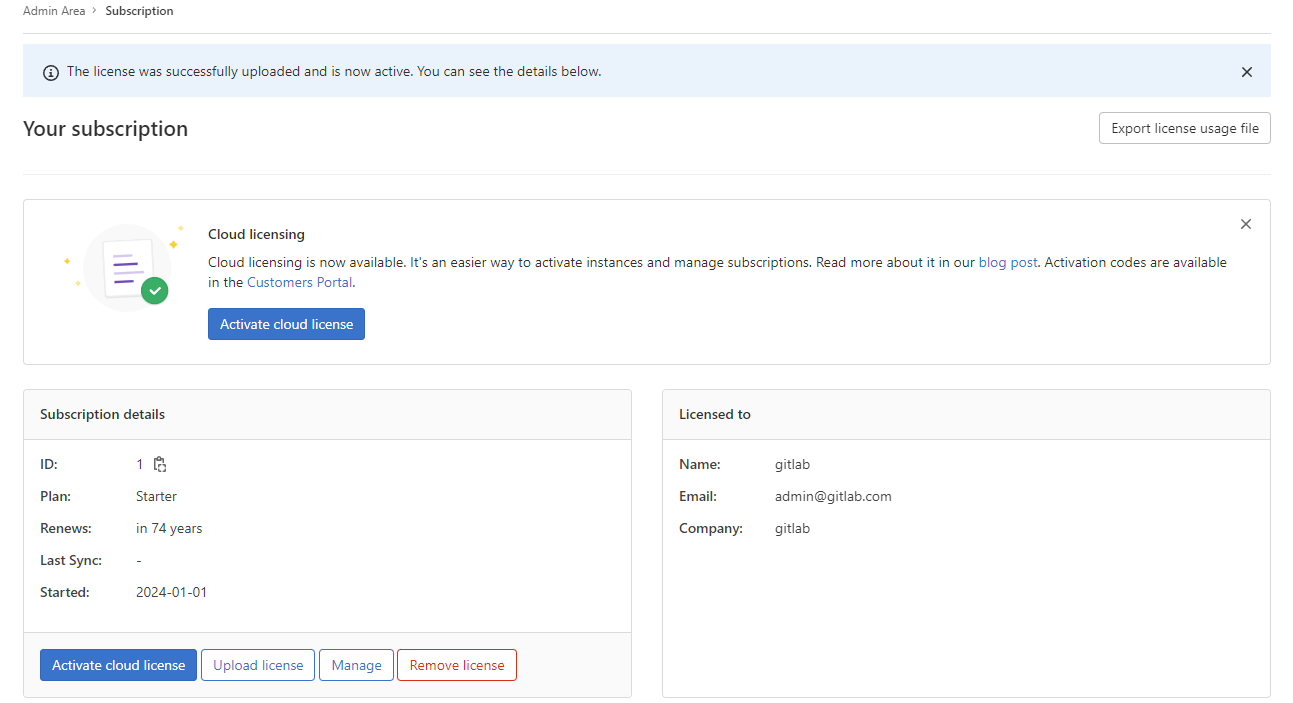 Admin Area › Subscription
The license was successfully uploaded and is now active. You can see the details below.
Your subscription
Export license usage file
Cloud licensing
Cloud licensing is now available. It's an easier way to activate instances and manage subscriptions. Read more about it in our blog post. Activation codes are available
in the Customers Portal.
Activate cloud license
Subscription details
ID: 1
Plan: Starter
Renews: in 74 years
Last Sync: -
Started: 2024-01-01
Activate cloud license Upload license Manage Remove license
Licensed to
Name: gitlab
Email: admin@gitlab.com
Company: gitlab